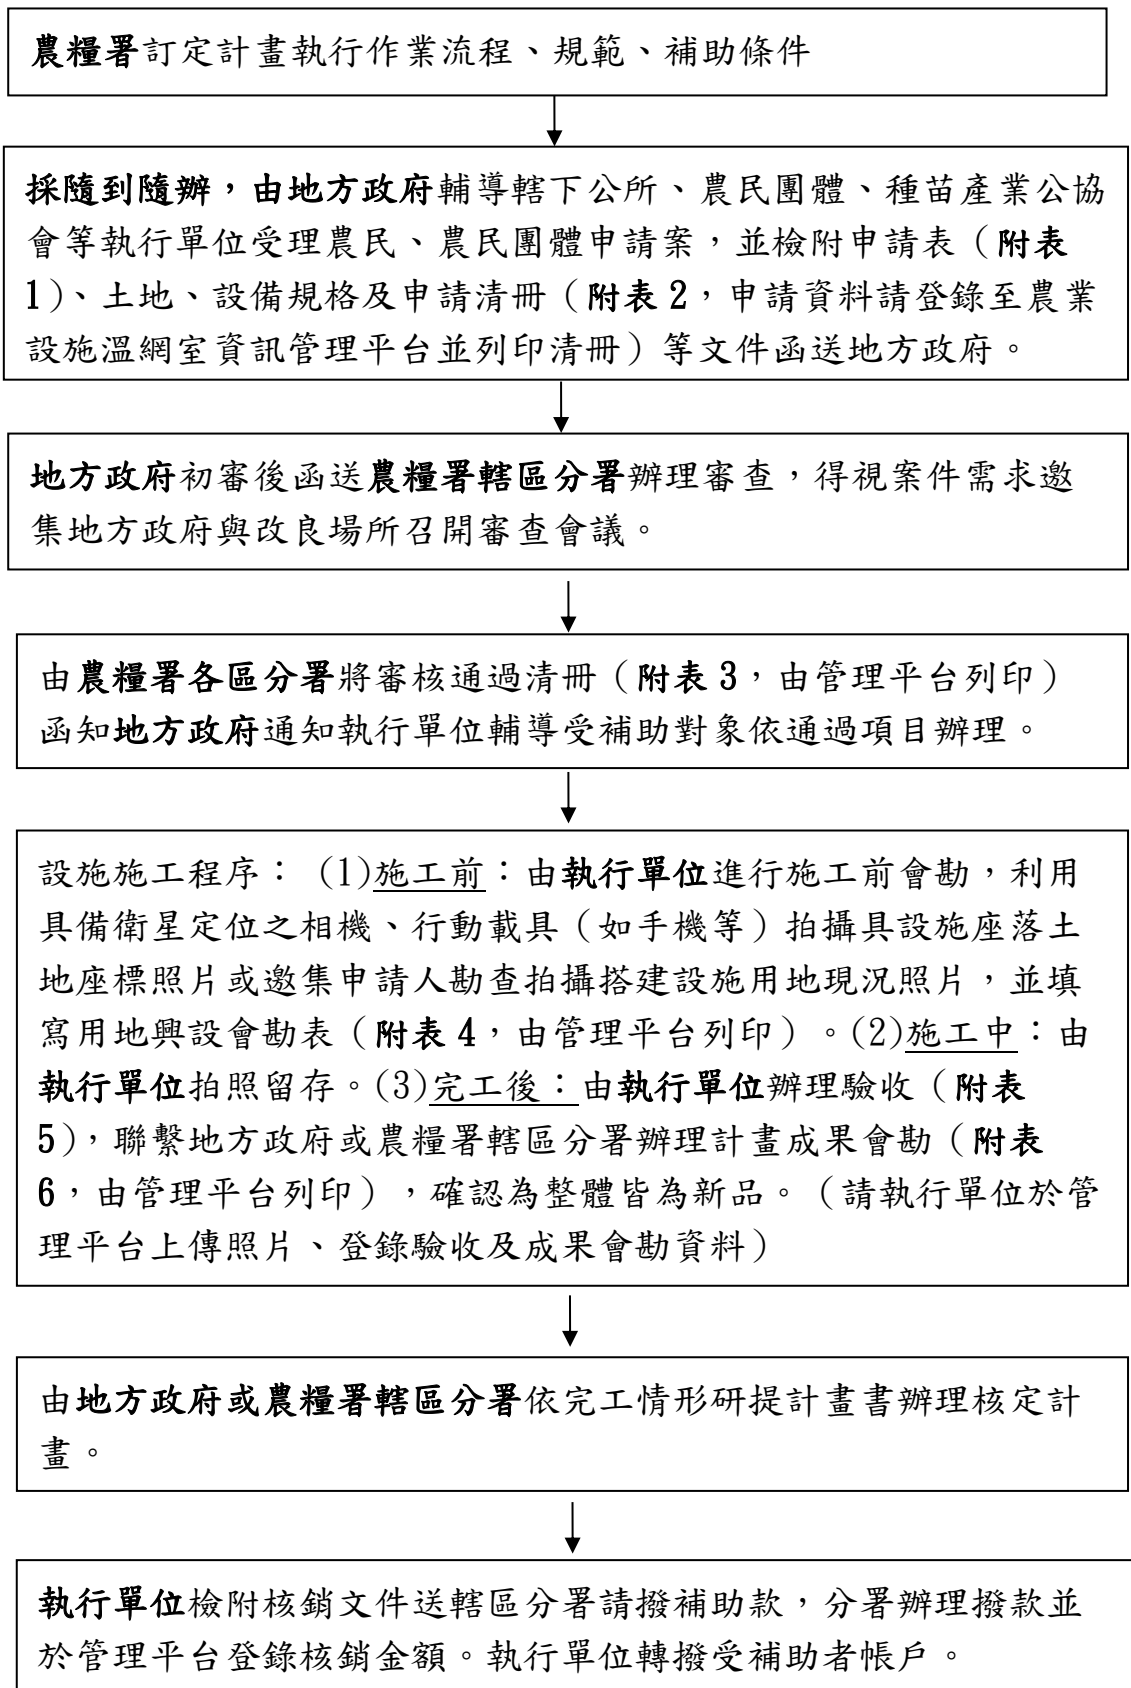 農糧署訂定計畫執行作業流程、規範、補助條件
採隨到隨辦，由地方政府輔導轄下公所、農民團體、種苗產業公協
會等執行單位受理農民、農民團體申請案，並檢附申請表（附表
1）、土地、設備規格及申請清冊（附表 2，申請資料請登錄至農業
設施溫網室資訊管理平台並列印清冊）等文件函送地方政府。
地方政府初審後函送農糧署轄區分署辦理審查，得視案件需求邀
集地方政府與改良場所召開審查會議。
由農糧署各區分署將審核通過清冊（附表 3，由管理平台列印）
函知地方政府通知執行單位輔導受補助對象依通過項目辦理。
設施施工程序： (1)施工前：由執行單位進行施工前會勘，利用
具備衛星定位之相機、行動載具（如手機等）拍攝具設施座落土
地座標照片或邀集申請人勘查拍攝搭建設施用地現況照片，並填
寫用地興設會勘表（附表 4，由管理平台列印）。(2)施工中：由
執行單位拍照留存。(3)完工後：由執行單位辦理驗收（附表
5），聯繫地方政府或農糧署轄區分署辦理計畫成果會勘（附表
6，由管理平台列印），確認為整體皆為新品。（請執行單位於管
理平台上傳照片、登錄驗收及成果會勘資料）
由地方政府或農糧署轄區分署依完工情形研提計畫書辦理核定計
畫。
執行單位檢附核銷文件送轄區分署請撥補助款，分署辦理撥款並
於管理平台登錄核銷金額。執行單位轉撥受補助者帳戶。